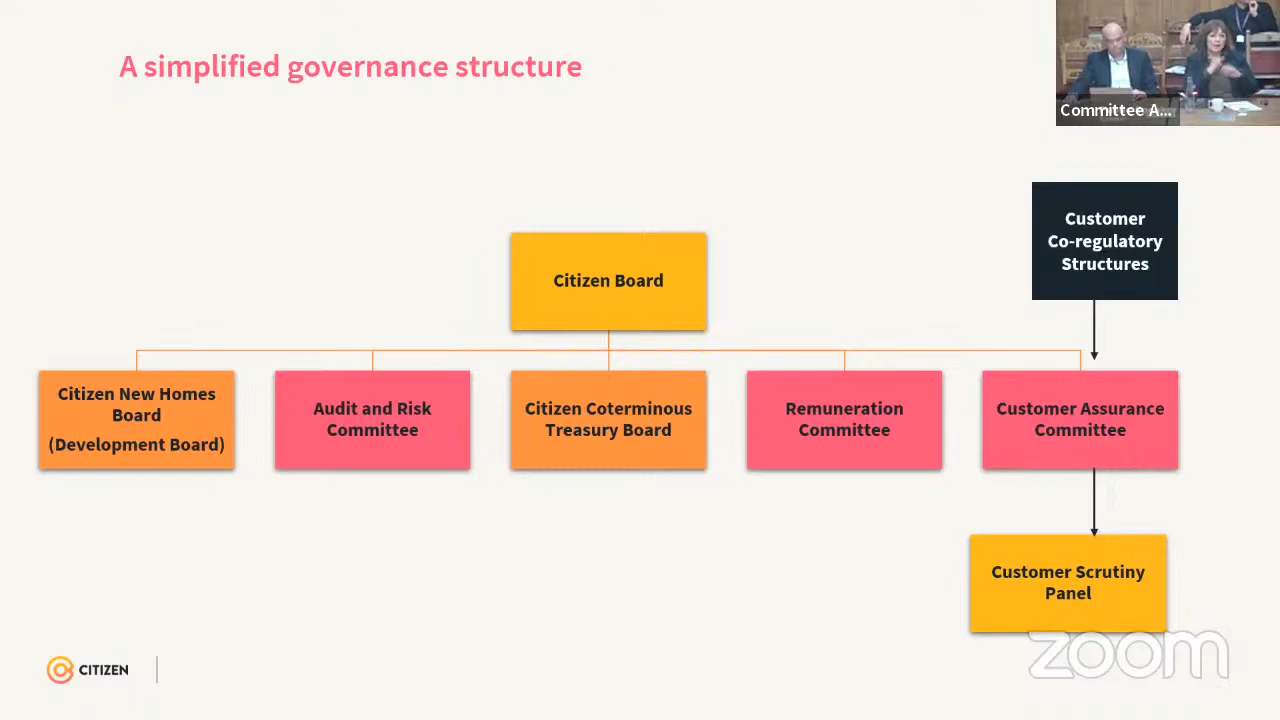 A simplified governance structure
Committee A...
Customer
Co-regulatory
Structures
Citizen Board
Citizen New Homes
Board
(Development Board)
Audit and Risk
Committee
Citizen Coterminous
Treasury Board
Remuneration
Committee
Customer Assurance
Committee
Customer Scrutiny
Panel
CITIZEN
zoom